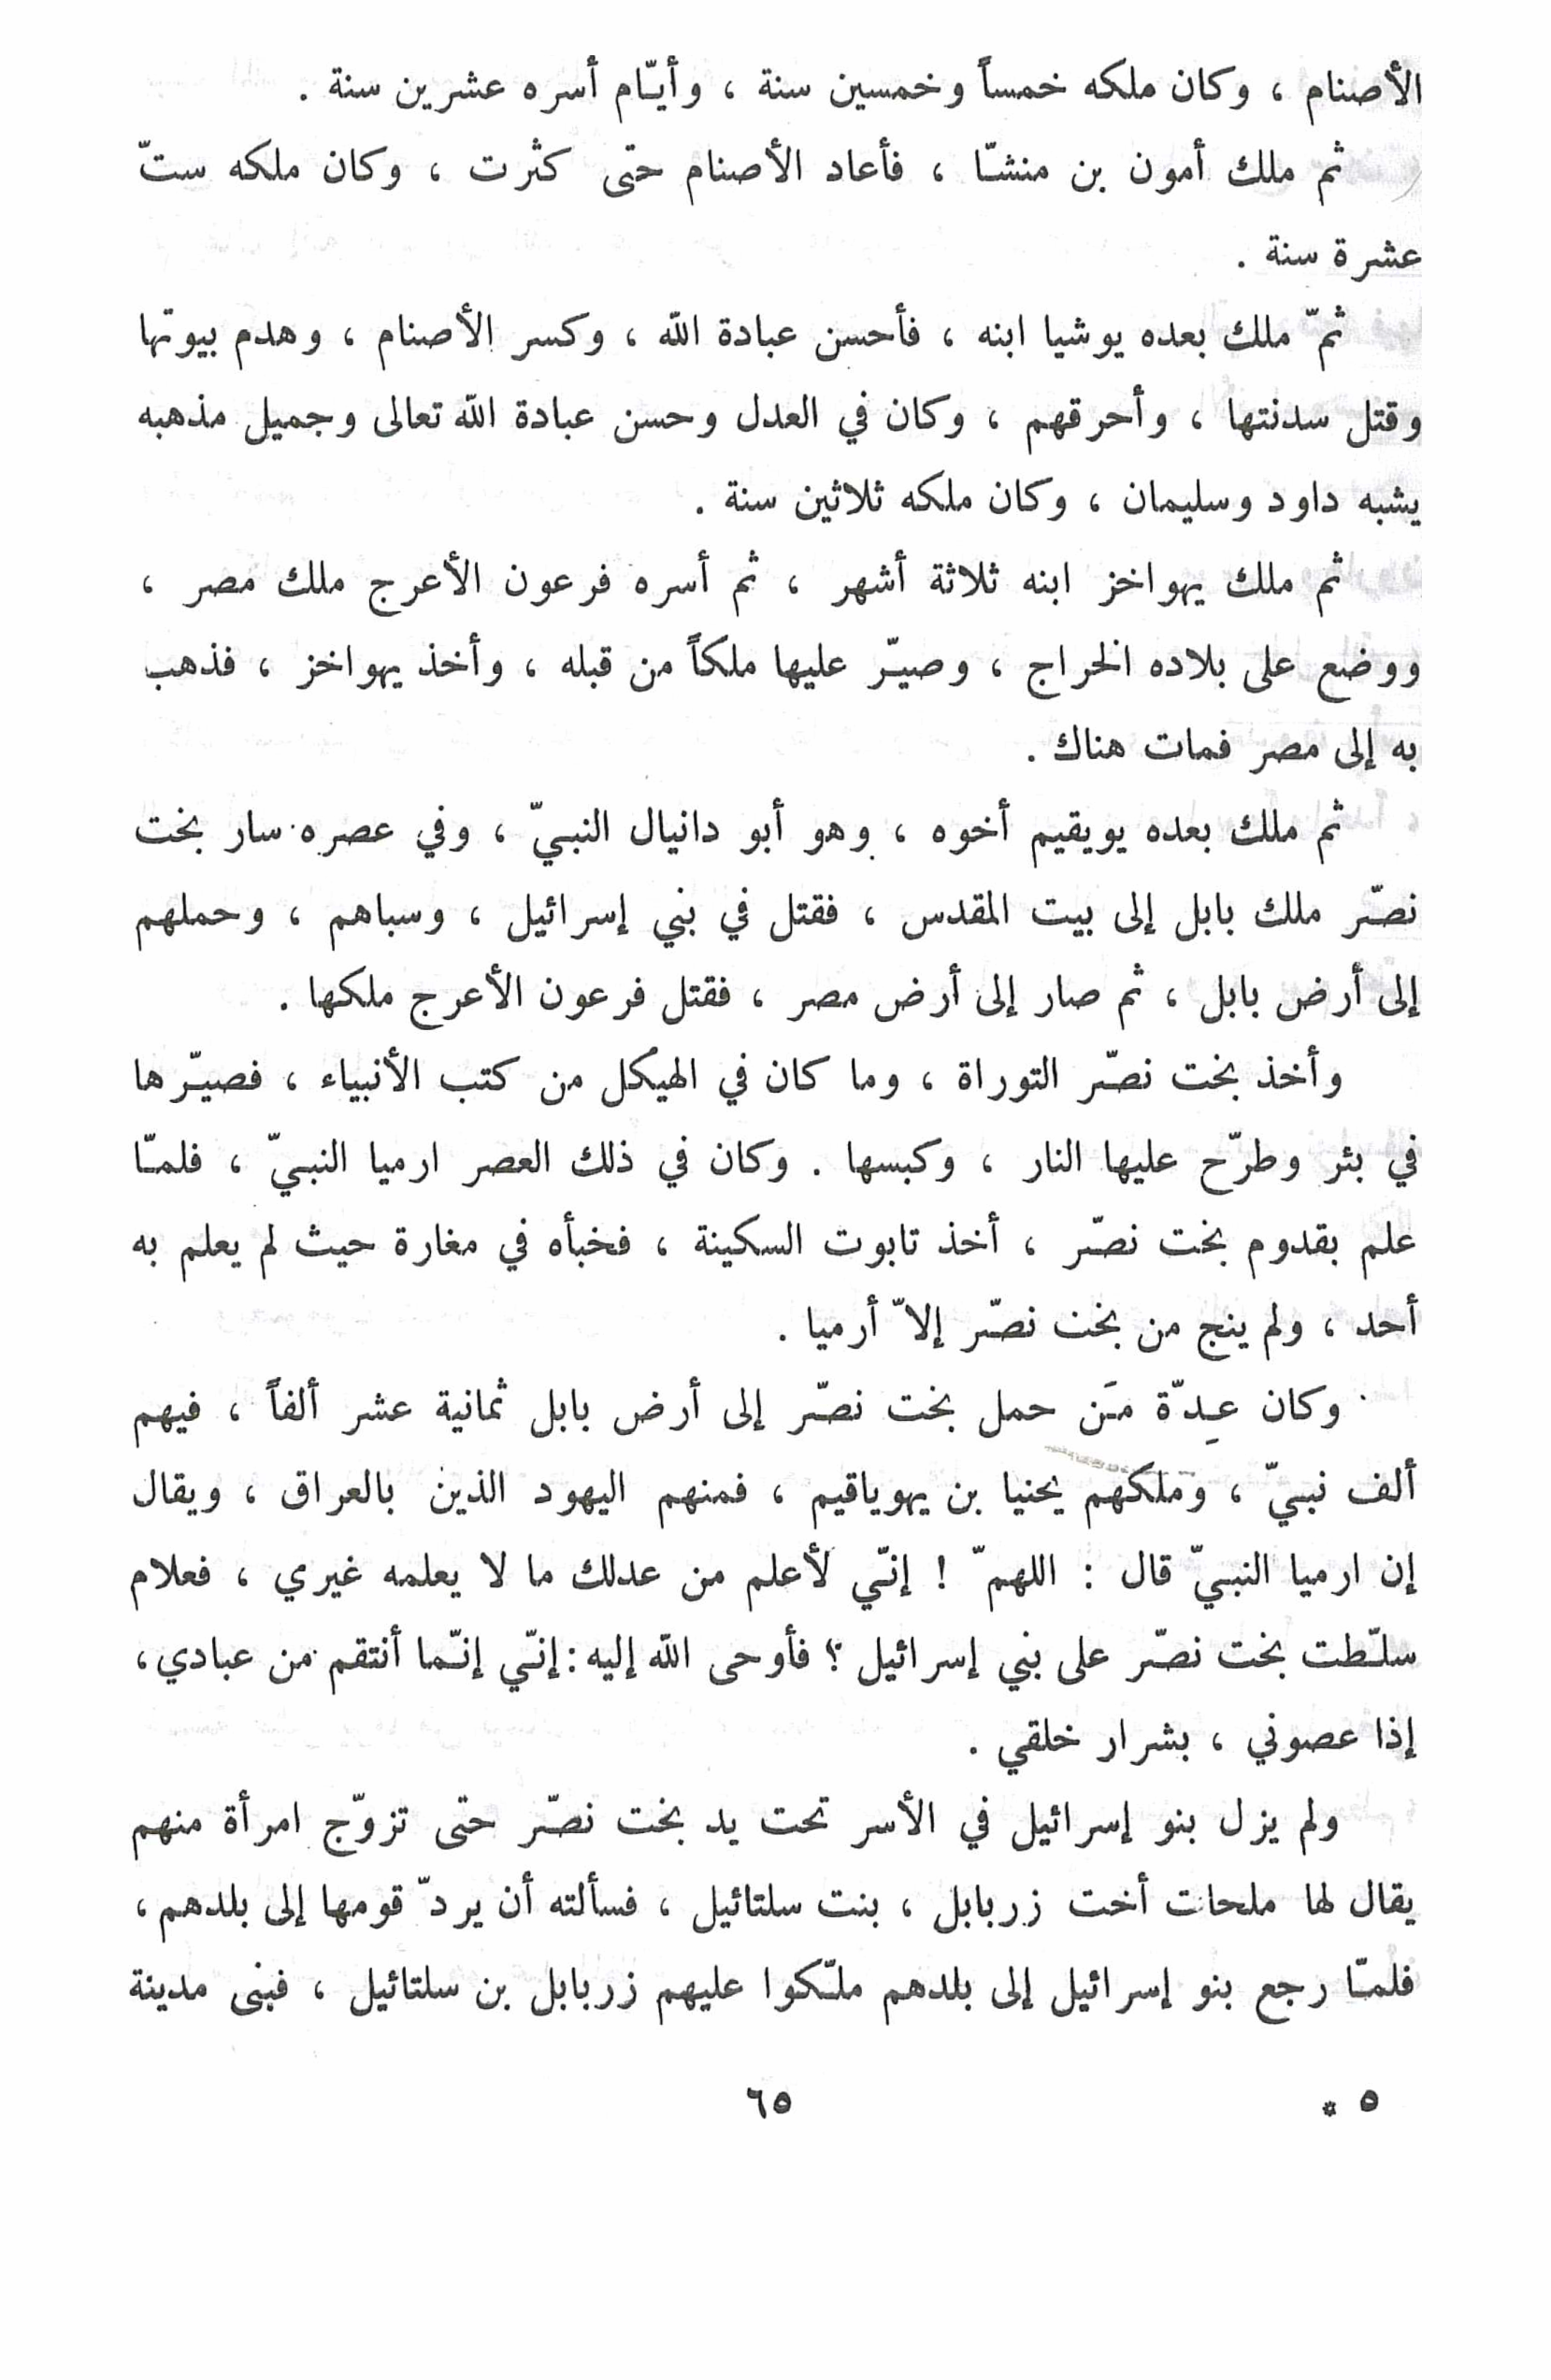 الأصنام ، وكان ملكه خمساً وخمسين سنة ، وأيّام أسره عشرين سنة .
ثم ملك أمون بن منشّا ، فأعاد الأصنام حتى كثرت ، وكان ملكه ستّ
عشرة سنة .
ثمّ ملك بعده يوشيا ابنه ، فأحسن عبادة الله ، وكسر الأصنام ، وهدم بيوتها
وقتل سدنتها ، وأحرقهم ، وكان في العدل وحسن عبادة الله تعالى وجميل مذهبه
يشبه داود وسليمان ، وكان ملكه ثلاثين سنة .
ثم ملك يهواخز ابنه ثلاثة أشهر ، ثم أسره فرعون الأعرج ملك مصر ،
ووضع على بلاده الخراج ، وصيّر عليها ملكاً من قبله ، وأخذ يهواخز ، فذهب
به إلى مصر فمات هناك .
ثم ملك بعده يويقيم أخوه ، وهو أبو دانيال النبيّ ، وفي عصره سار بخت
نصّر ملك بابل إلى بيت المقدس ، فقتل في بني إسرائيل ، وسباهم ، وحملهم
إلى أرض بابل ، ثم صار إلى أرض مصر ، فقتل فرعون الأعرج ملكها .
وأخذ بخت نصّر التوراة ، وما كان في الهيكل من كتب الأنبياء ، فصيّرها
في بئر وطرّح عليها النار ، وكبسها . وكان في ذلك العصر ارميا النبيّ ، فلمّا
علم بقدوم بخت نصّر ، أخذ تابوت السكينة ، فخبأه في مغارة حيث لم يعلم به
أحد ، ولم ينج من بخت نصّر إلاّ أرميا .
وكان عِدّة مَن حمل بخت نصّر إلى أرض بابل ثمانية عشر ألفاً ، فيهم
ألف نبيّ ، وملكهم يحنيا بن يهوياقيم ، فمنهم اليهود الذين بالعراق ، ويقال
إن ارميا النبيّ قال : اللهمّ ! إنّي لأعلم من عدلك ما لا يعلمه غيري ، فعلام
سلّطت بخت نصّر على بني إسرائيل ؟ فأوحى الله إليه : إنّي إنّما أنتقم من عبادي ،
إذا عصوني ، بشرار خلقي .
ولم يزل بنو إسرائيل في الأسر تحت يد بخت نصّر حتى تزوّج امرأة منهم
يقال لها ملحات أخت زربابل ، بنت سلتائيل ، فسألته أن يردّ قومها إلى بلدهم ،
فلمّا رجع بنو إسرائيل إلى بلدهم ملّكوا عليهم زربابل بن سلتائيل ، فبنى مدينة
٥ * ٦٥